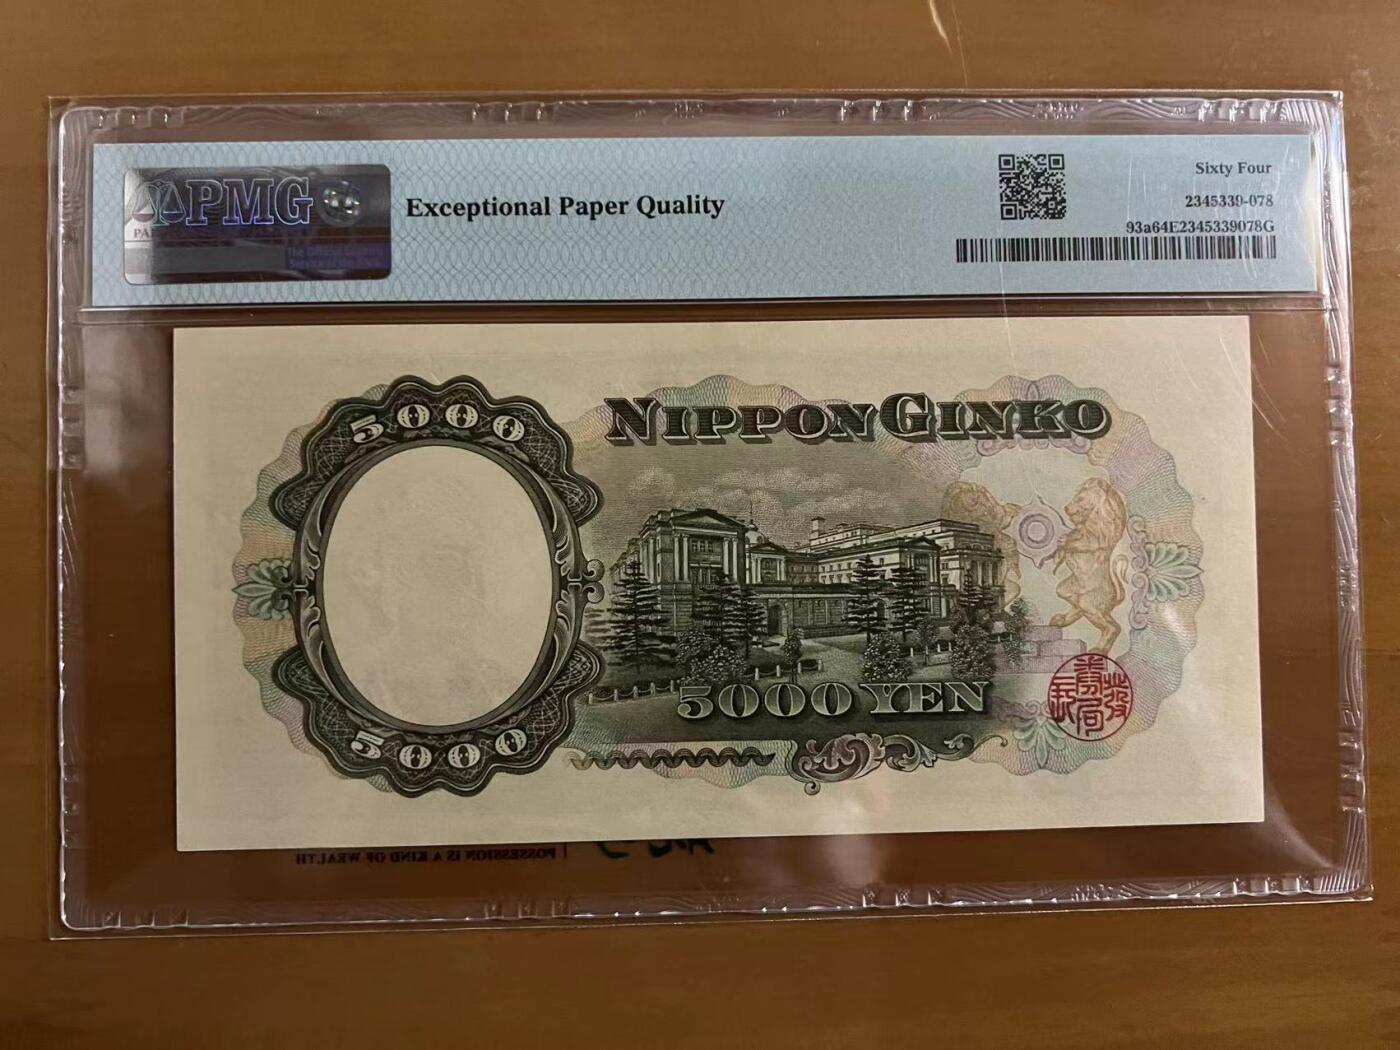 PMG
Exceptional Paper Quality
Sixty Four
2345339-078
93a64E2345339078G
5000
NIPPON GINKO
5000 YEN
5000
POSSESSION IS A KIND OF WEALTH